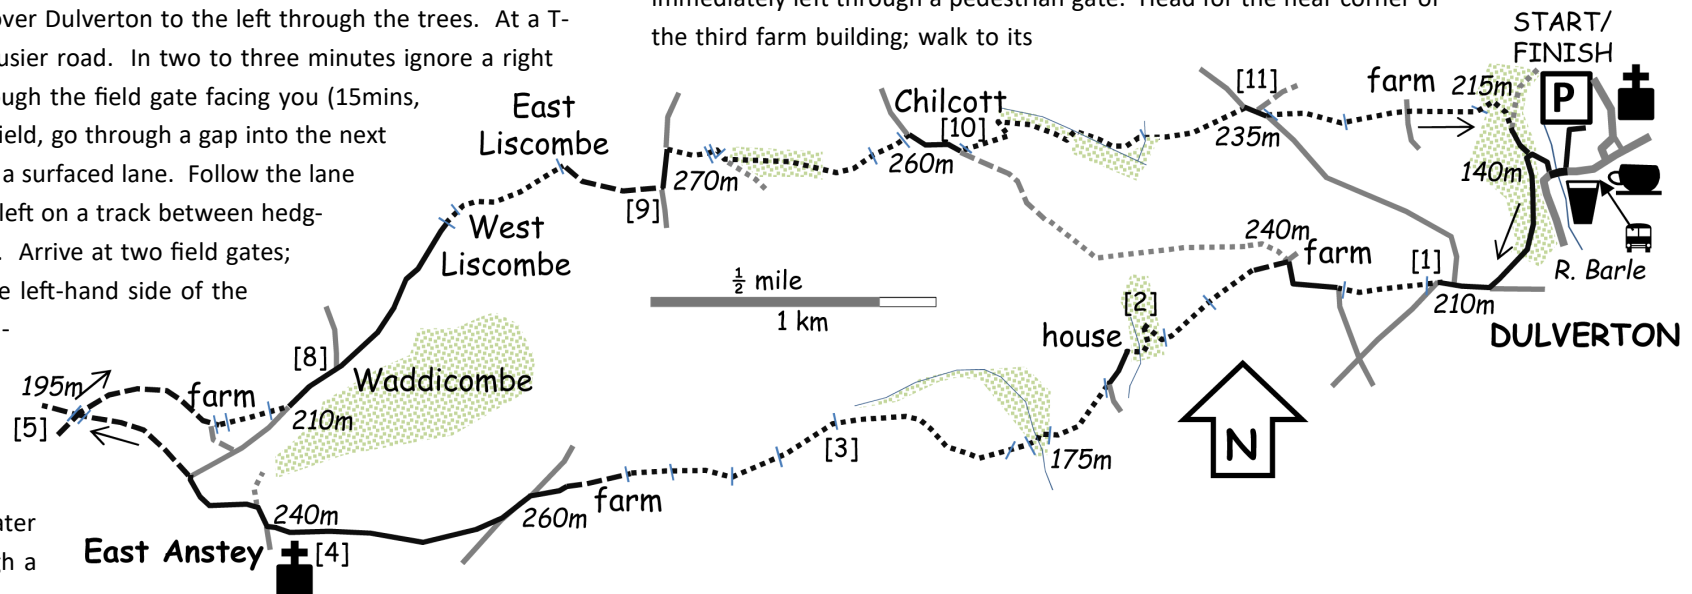 over Dulverton to the left through the trees. At a T-
usier road. In two to three minutes ignore a right
ough the field gate facing you (15mins,
ield, go through a gap into the next
a surfaced lane. Follow the lane
left on a track between hedg-
. Arrive at two field gates;
e left-hand side of the
-
ater
gh a
immediately left through a pedestrian gate. Head for the near corner of
the third farm building; walk to its
START/
FINISH
P
215m
farm
[11]
235m
Chilcott
[10]
260m
East
Liscombe
270m
[9]
West
Liscombe
140m
R. Barle
DULVERTON
[1]
210m
240m
farm
½ mile
1 km
[2]
house
N
175m
[3]
[8]
Waddicombe
210m
farm
195m
[5]
farm
260m
240m
East Anstey
[4]